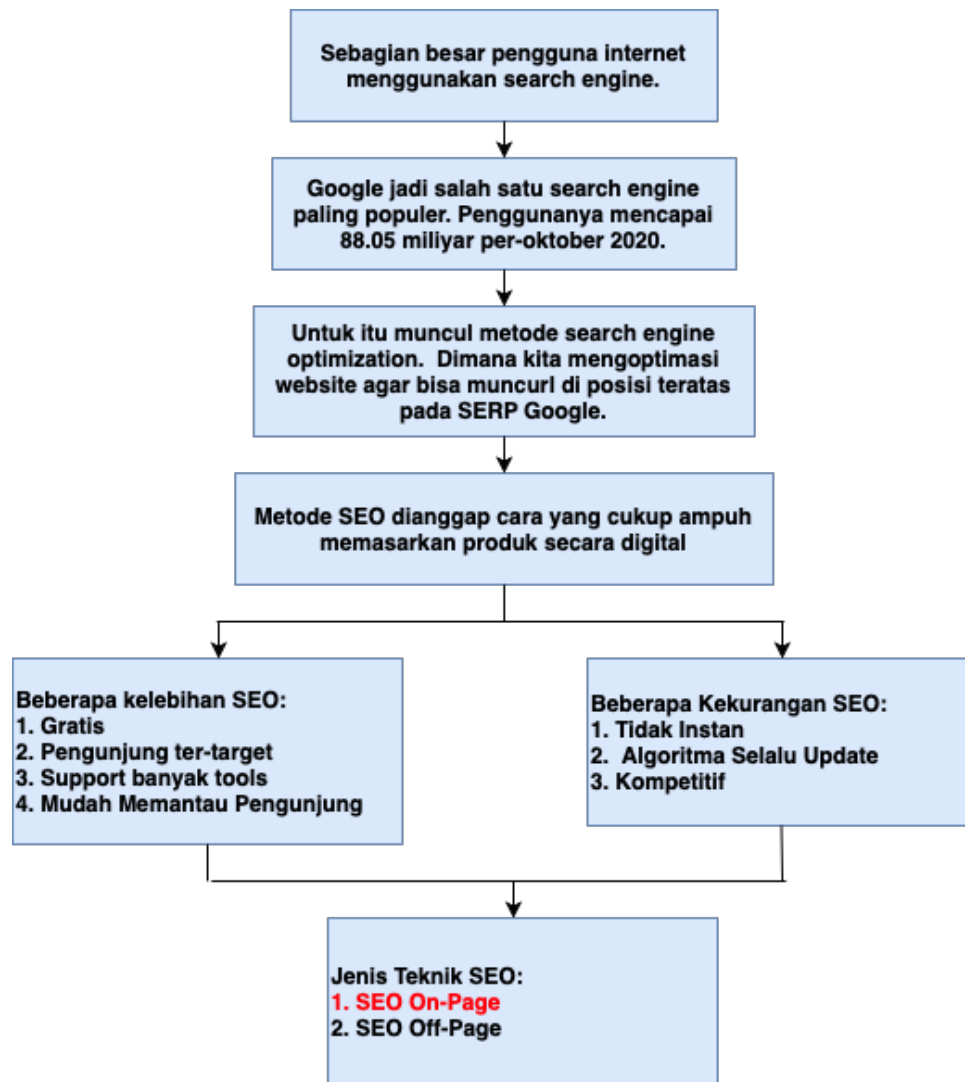 Sebagian besar pengguna internet
menggunakan search engine.
Google jadi salah satu search engine
paling populer. Penggunanya mencapai
88.05 miliyar per-oktober 2020.
Untuk itu muncul metode search engine
optimization.  Dimana kita mengoptimasi
website agar bisa muncurl di posisi teratas
pada SERP Google.
Metode SEO dianggap cara yang cukup ampuh
memasarkan produk secara digital
Beberapa kelebihan SEO:
1. Gratis
2. Pengunjung ter-target
3. Support banyak tools
4. Mudah Memantau Pengunjung
Beberapa Kekurangan SEO:
1. Tidak Instan
2.  Algoritma Selalu Update
3. Kompetitif
Jenis Teknik SEO:
1. SEO On-Page
2. SEO Off-Page